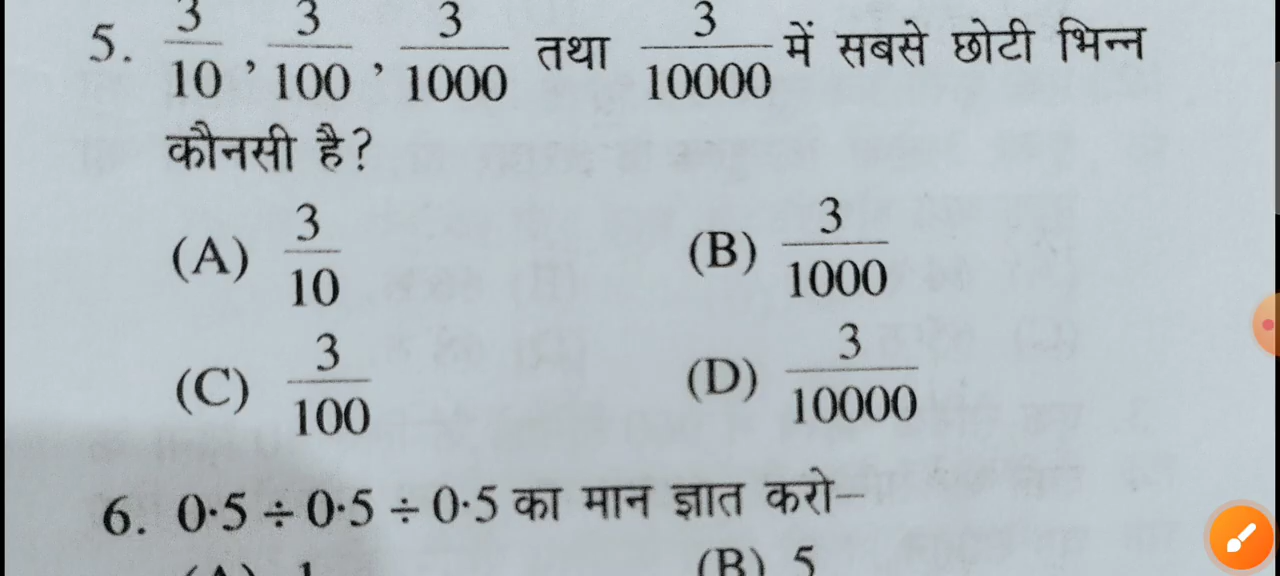 5. 3/10, 3/100, 3/1000 तथा 3/10000 में सबसे छोटी भिन्न
कौनसी है?
(A) 3/10 (B) 3/1000
(C) 3/100 (D) 3/10000
6. 0·5 ÷ 0·5 ÷ 0·5 का मान ज्ञात करो–
(A) 1 (B) 5